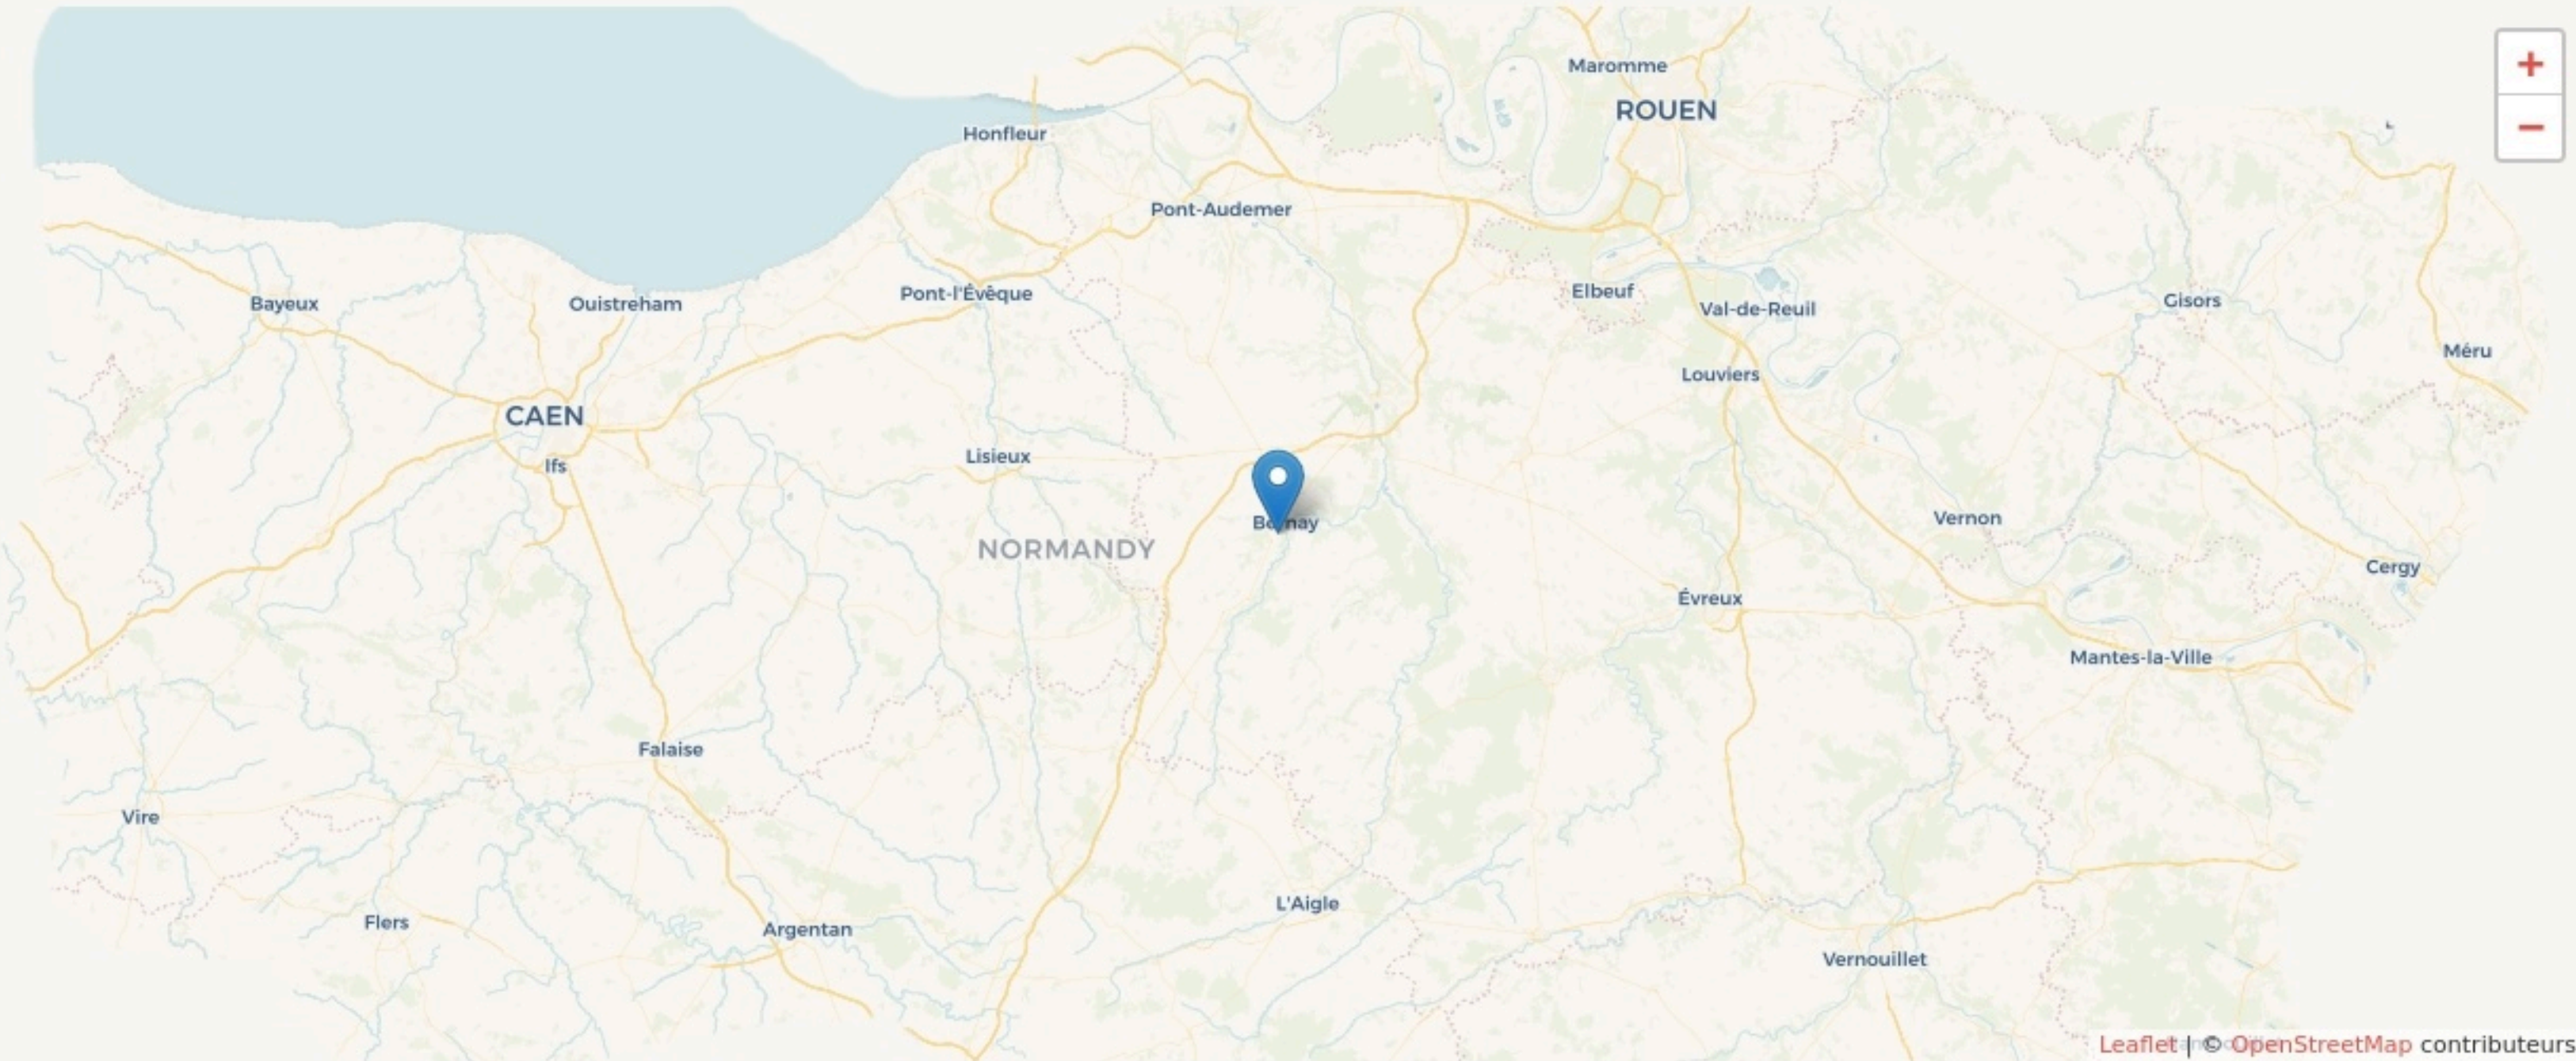 Maromme
ROUEN
Honfleur
Pont-Audemer
Bayeux
Ouistreham
Pont-l'Évêque
Elbeuf
Val-de-Reuil
Gisors
Méru
Louviers
CAEN
Ifs
Lisieux
Bernay
Vernon
NORMANDY
Cergy
Évreux
Mantes-la-Ville
Falaise
Vire
L'Aigle
Flers
Argentan
Vernouillet
+
−
Leaflet | © OpenStreetMap contributeurs